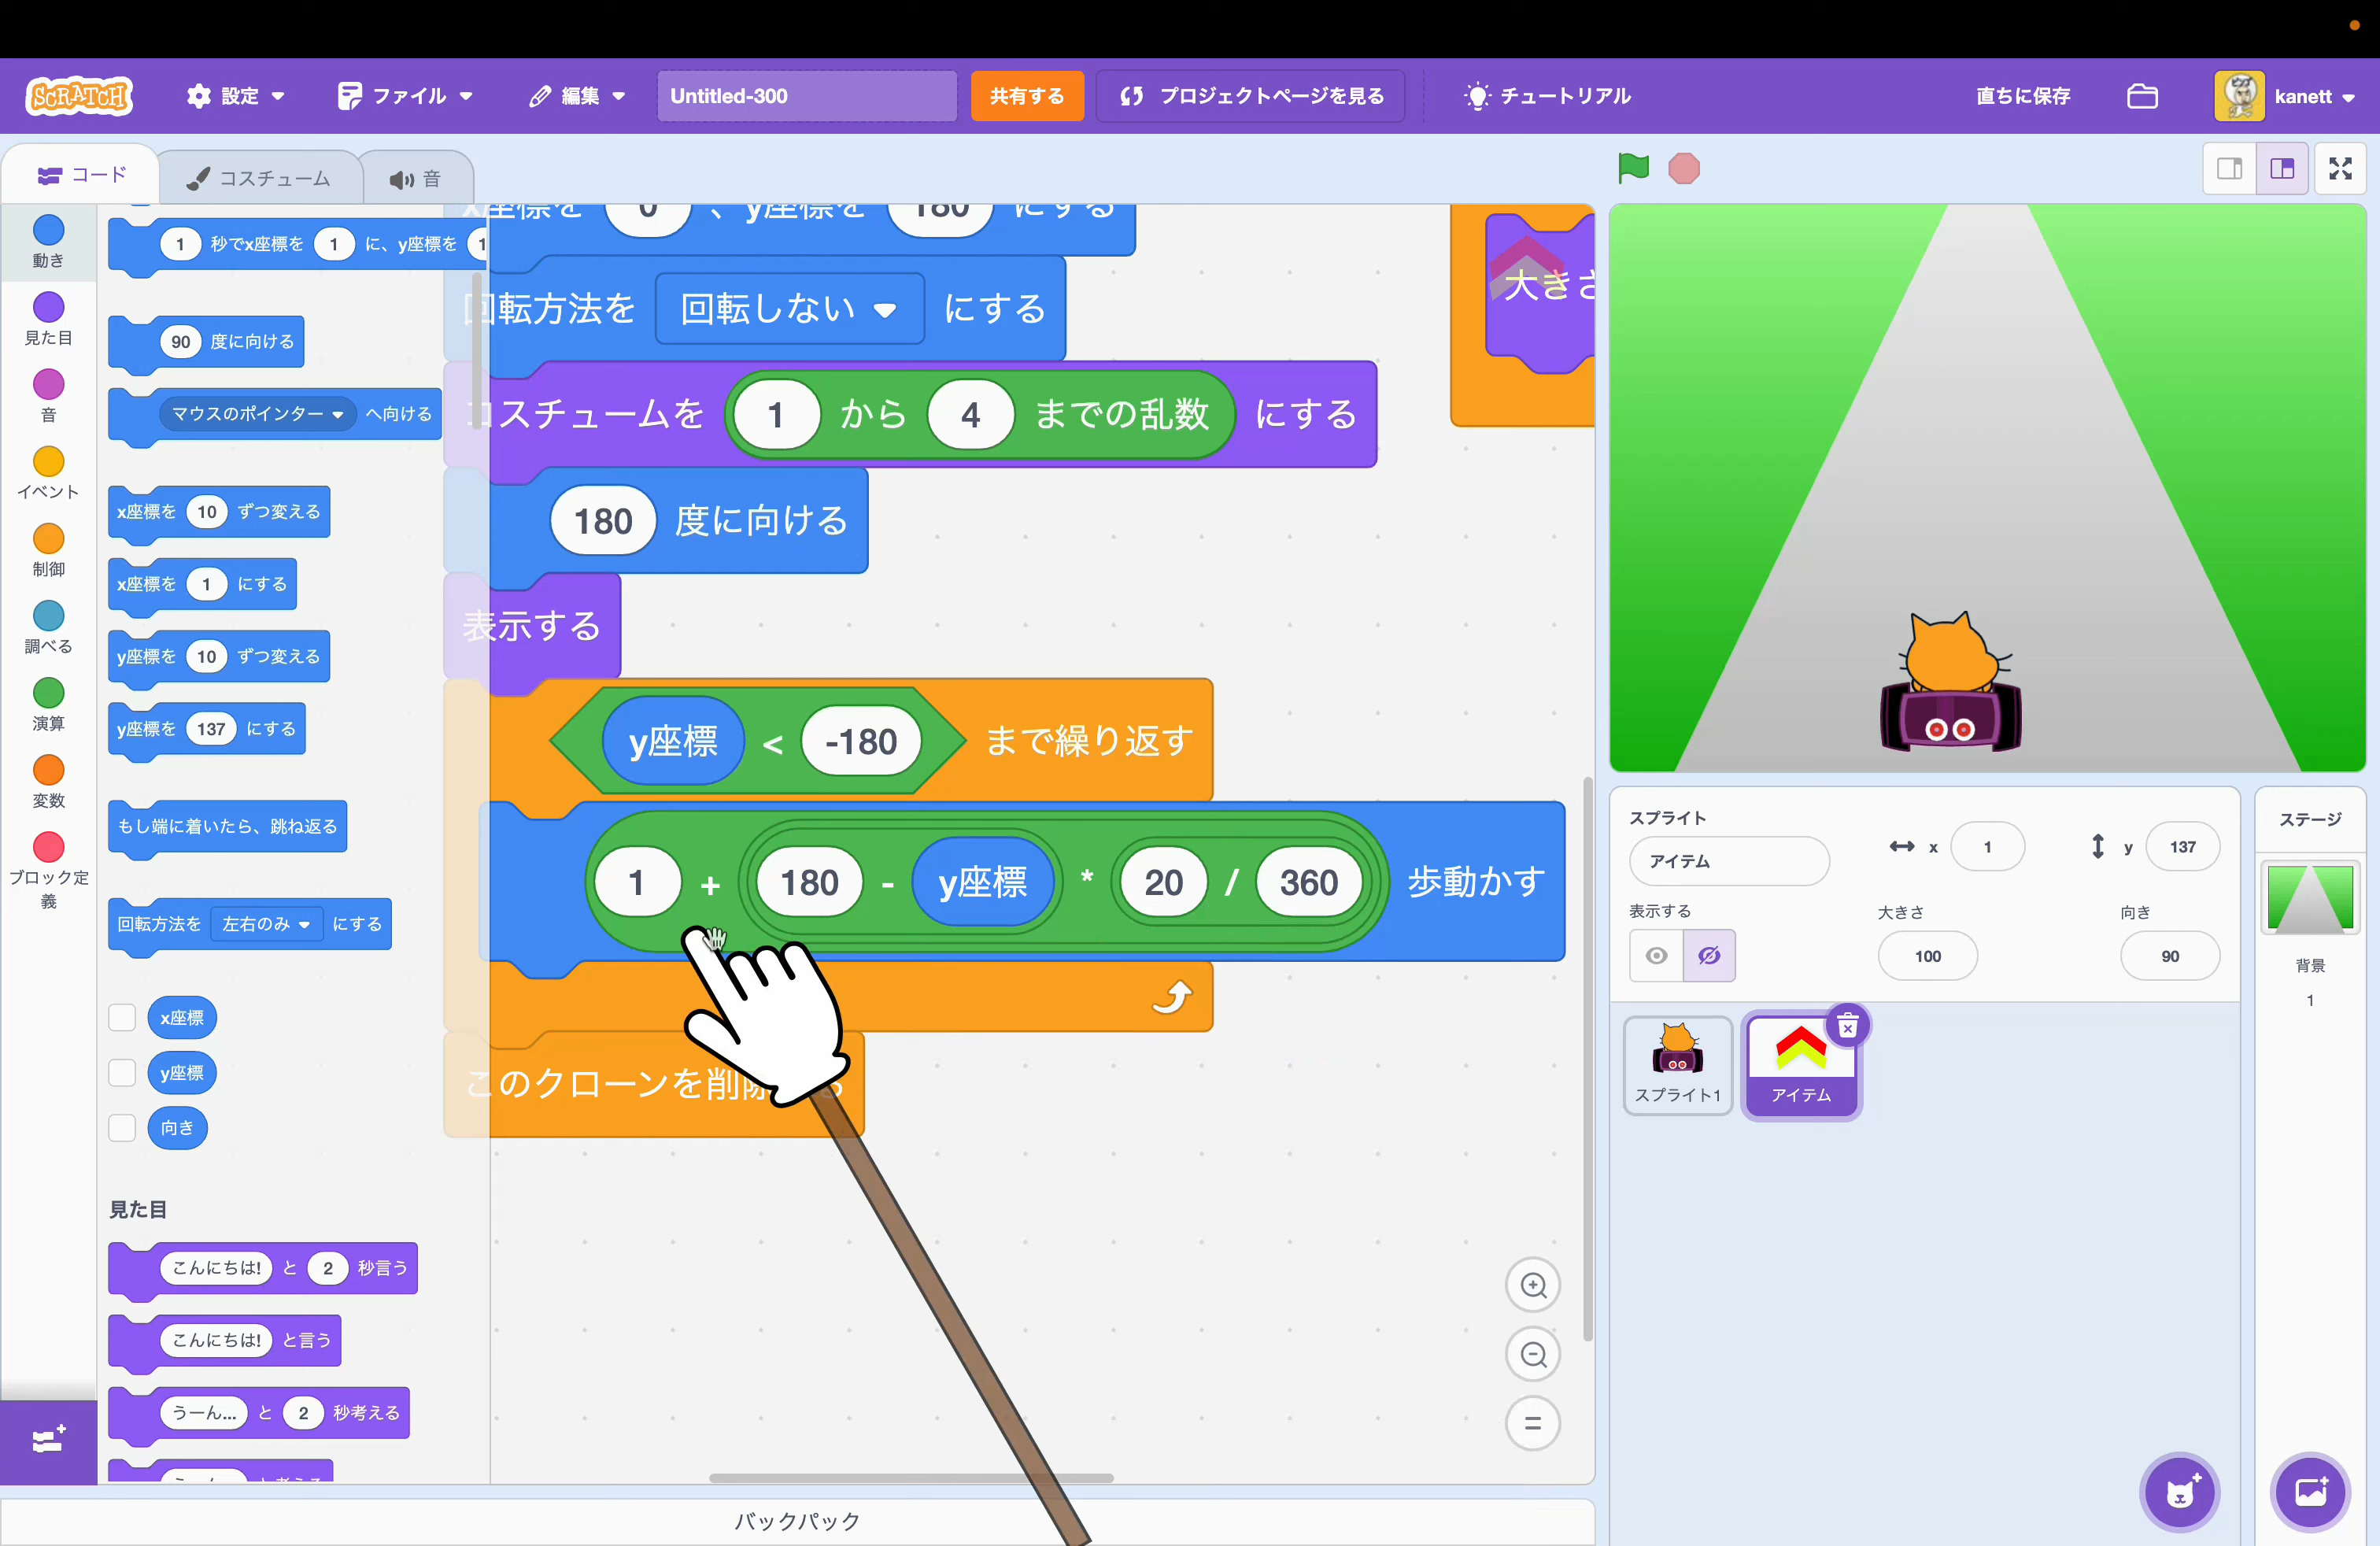 SCRATCH 設定 ファイル 編集 Untitled-300 共有する プロジェクトページを見る チュートリアル 直ちに保存 kanett
コード コスチューム 音
動き
見た目
音
イベント
制御
調べる
演算
変数
ブロック定
義
1 秒でx座標を 1 に、y座標を
90 度に向ける
マウスのポインター へ向ける
x座標を 10 ずつ変える
x座標を 1 にする
y座標を 10 ずつ変える
y座標を 137 にする
もし端に着いたら、跳ね返る
回転方法を 左右のみ にする
x座標
y座標
向き
見た目
こんにちは! と 2 秒言う
こんにちは! と言う
うーん... と 2 秒考える
x座標を 0 、y座標を 180 にする
回転方法を 回転しない にする
コスチュームを 1 から 4 までの乱数 にする
180 度に向ける
表示する
y座標 < -180 まで繰り返す
1 + 180 - y座標 * 20 / 360 歩動かす
このクローンを削除する
大きさ
バックパック
スプライト
アイテム
x 1
y 137
表示する
大きさ
100
向き
90
スプライト1
アイテム
ステージ
背景
1